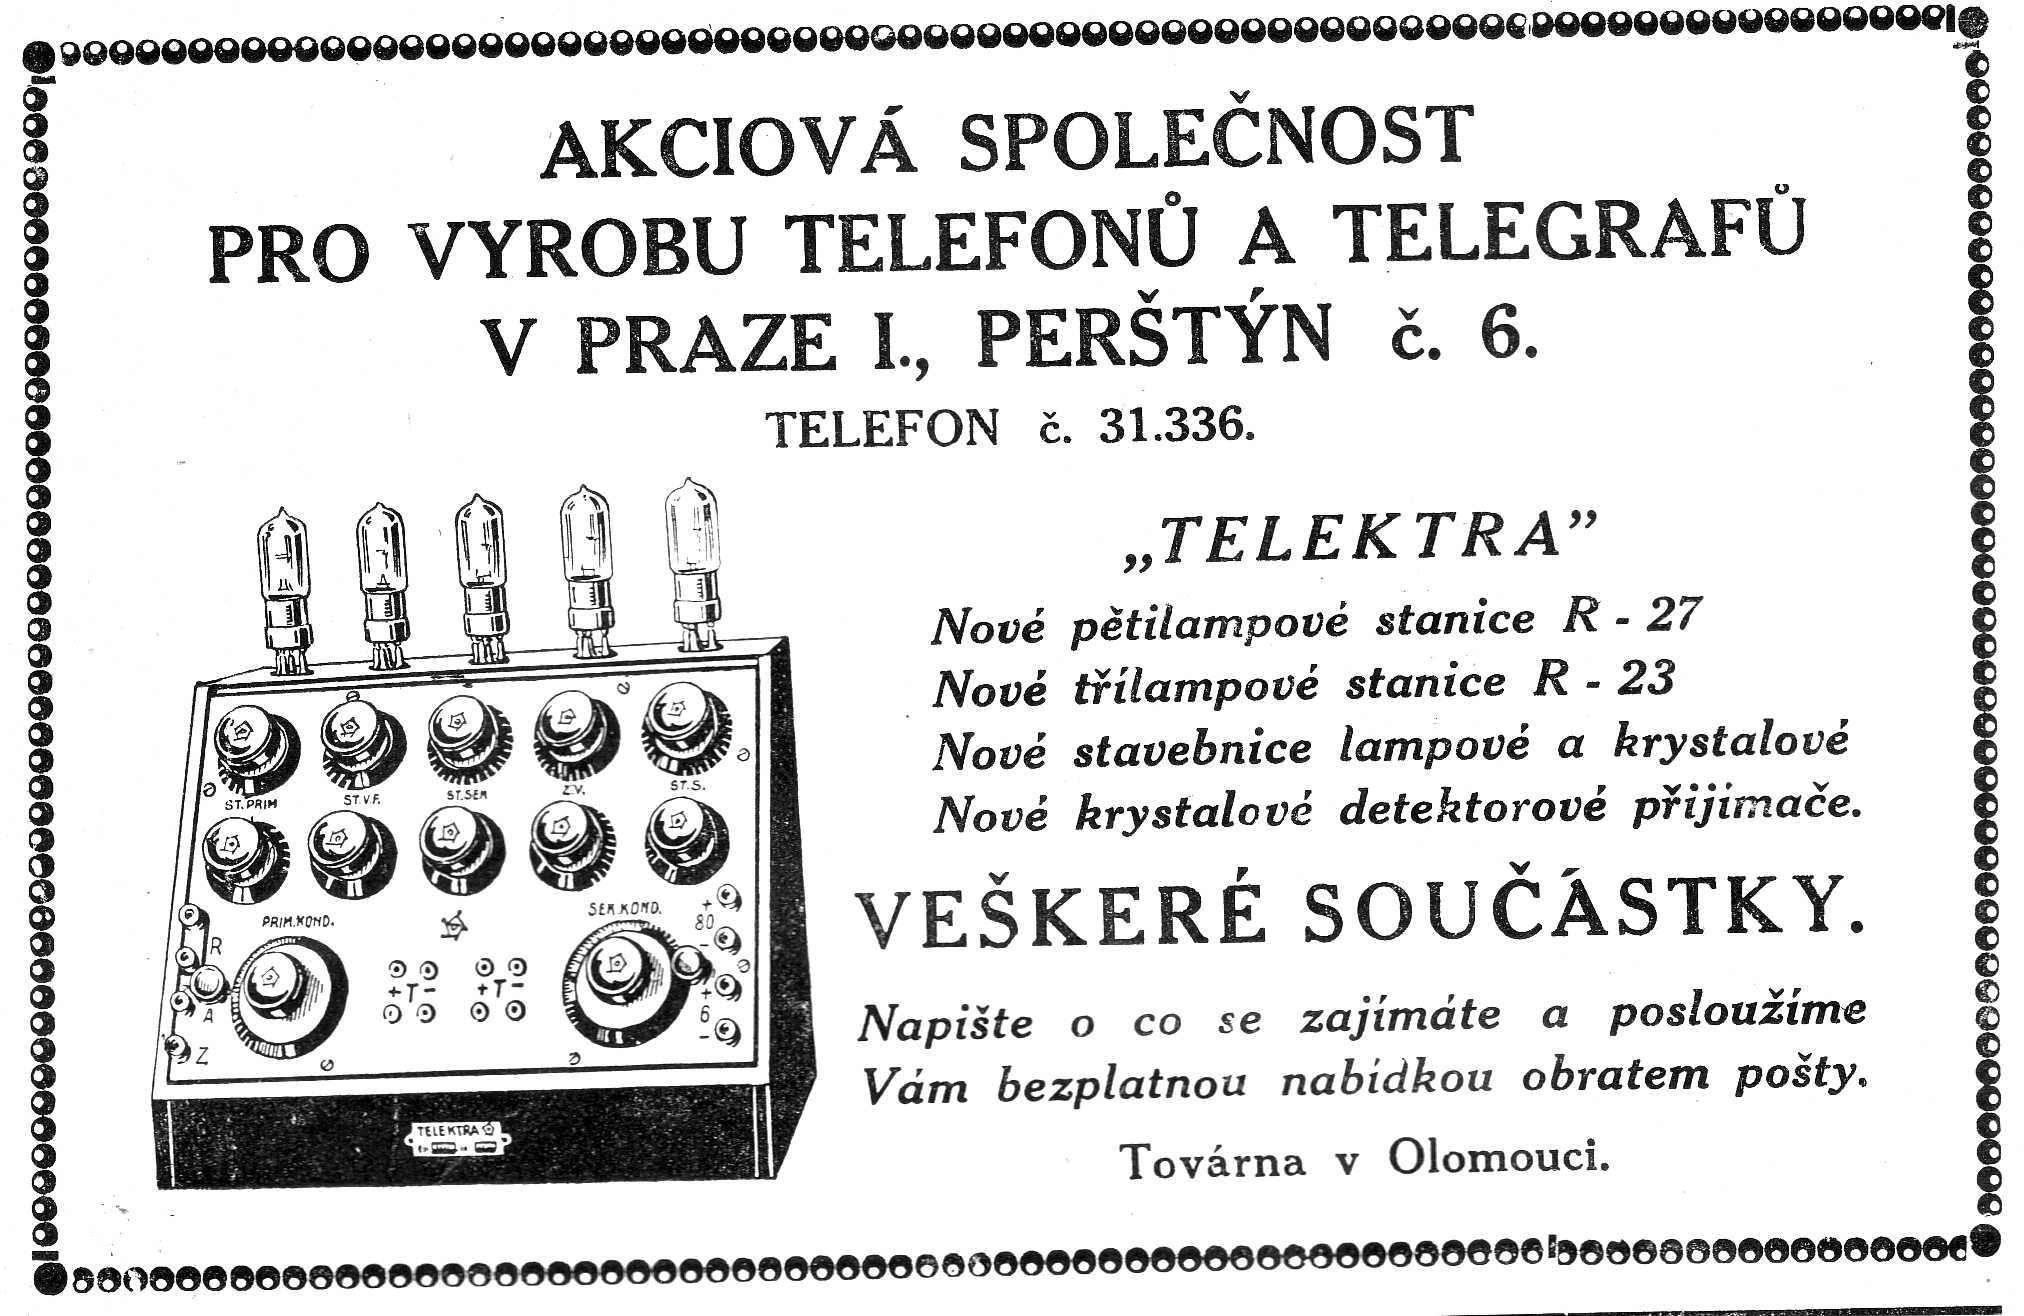 AKCIOVÁ SPOLEČNOST
PRO VYROBU TELEFONŮ A TELEGRAFŮ
V PRAZE I., PERŠTÝN č. 6.
TELEFON č. 31.336.
„TELEKTRA”
Nové pětilampové stanice R - 27
Nové třílampové stanice R - 23
Nové stavebnice lampové a krystalové
Nové krystalové detektorové přijímače.
VEŠKERÉ SOUČÁSTKY.
Napište o co se zajímáte a posloužíme
Vám bezplatnou nabídkou obratem pošty.
Továrna v Olomouci.
ST. PRIM
ST. V.F.
ST. SEK
Z.V.
ST. S.
PRIM. KOND.
SEK. KOND.
R
A
Z
+ T -
+ T -
+
80
-
+
6
-
TELEKTRA